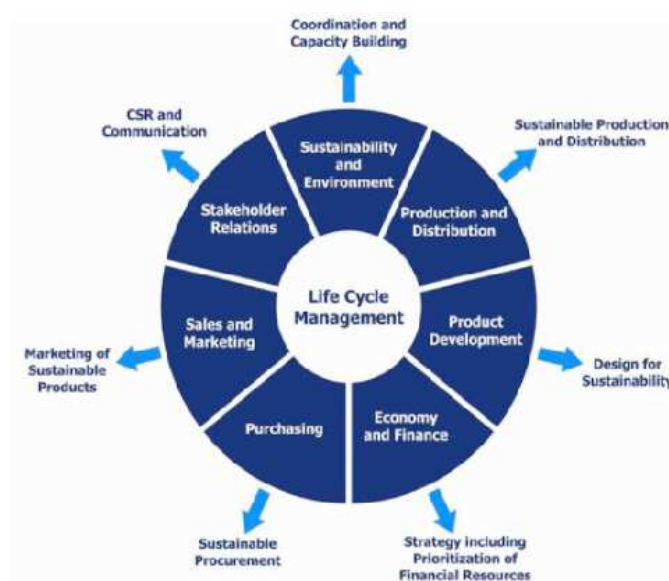 Coordination and
Capacity Building
CSR and
Communication
Sustainable Production
and Distribution
Sustainability
and
Environment
Stakeholder
Relations
Production and
Distribution
Life Cycle
Management
Sales and
Marketing
Product
Development
Marketing of
Sustainable
Products
Design for
Sustainability
Purchasing
Economy
and Finance
Sustainable
Procurement
Strategy including
Prioritization of
Financial Resources